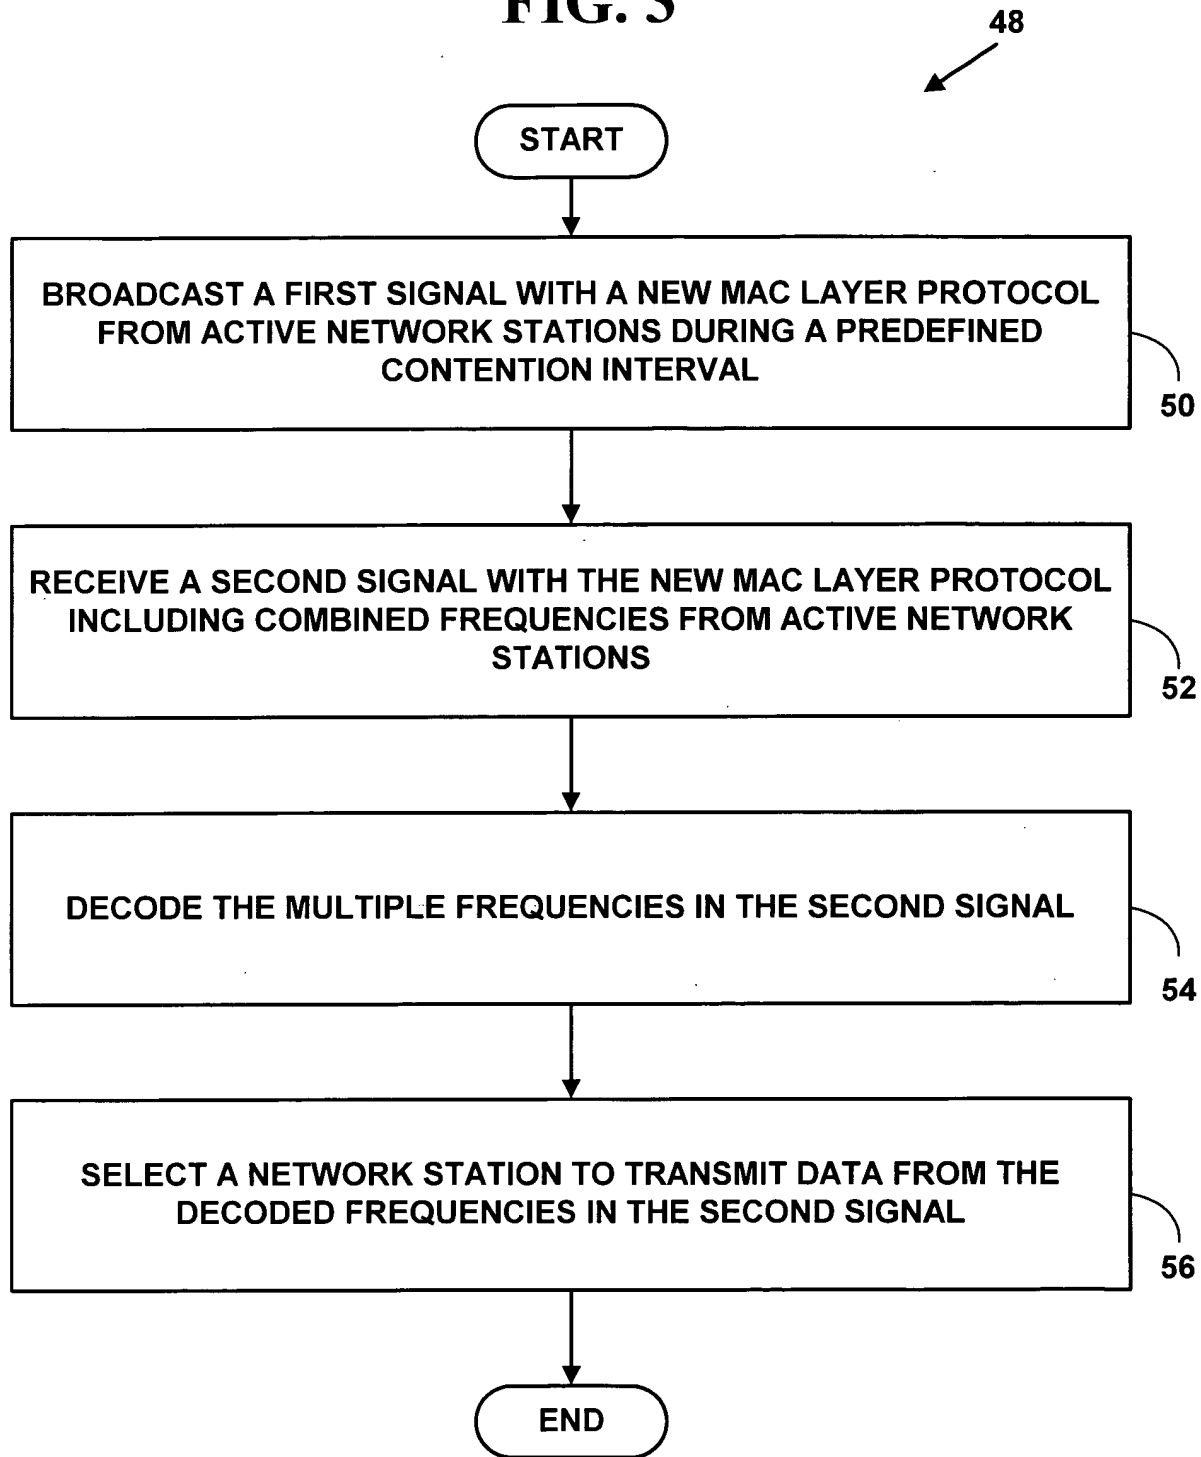 FIG. 3
48
START
BROADCAST A FIRST SIGNAL WITH A NEW MAC LAYER PROTOCOL
FROM ACTIVE NETWORK STATIONS DURING A PREDEFINED
CONTENTION INTERVAL
50
RECEIVE A SECOND SIGNAL WITH THE NEW MAC LAYER PROTOCOL
INCLUDING COMBINED FREQUENCIES FROM ACTIVE NETWORK
STATIONS
52
DECODE THE MULTIPLE FREQUENCIES IN THE SECOND SIGNAL
54
SELECT A NETWORK STATION TO TRANSMIT DATA FROM THE
DECODED FREQUENCIES IN THE SECOND SIGNAL
56
END